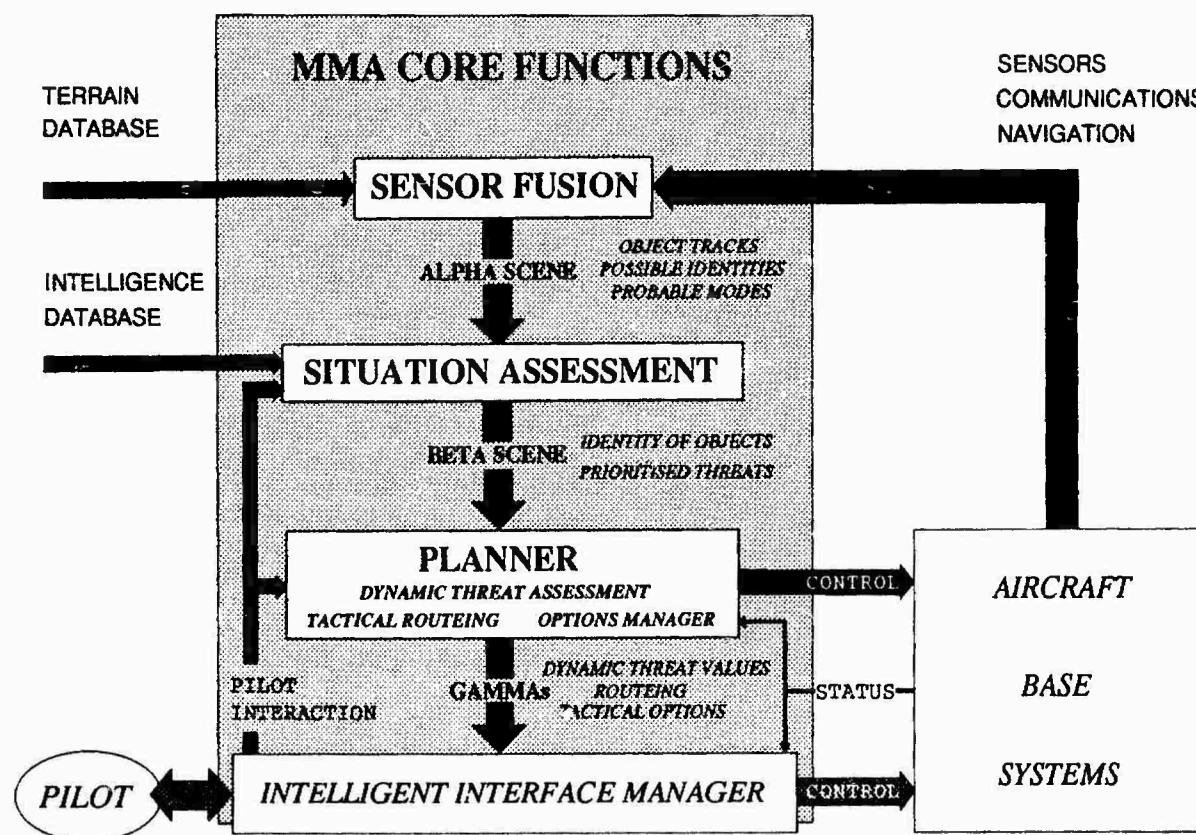 MMA CORE FUNCTIONS
TERRAIN
DATABASE
SENSORS
COMMUNICATIONS
NAVIGATION
SENSOR FUSION
ALPHA SCENE
OBJECT TRACKS
POSSIBLE IDENTITIES
PROBABLE MODES
INTELLIGENCE
DATABASE
SITUATION ASSESSMENT
BETA SCENE
IDENTITY OF OBJECTS
PRIORITISED THREATS
PLANNER
DYNAMIC THREAT ASSESSMENT
TACTICAL ROUTEING OPTIONS MANAGER
CONTROL
AIRCRAFT
BASE
SYSTEMS
GAMMAs
DYNAMIC THREAT VALUES
ROUTEING
TACTICAL OPTIONS
STATUS
PILOT
INTERACTION
PILOT
INTELLIGENT INTERFACE MANAGER
CONTROL